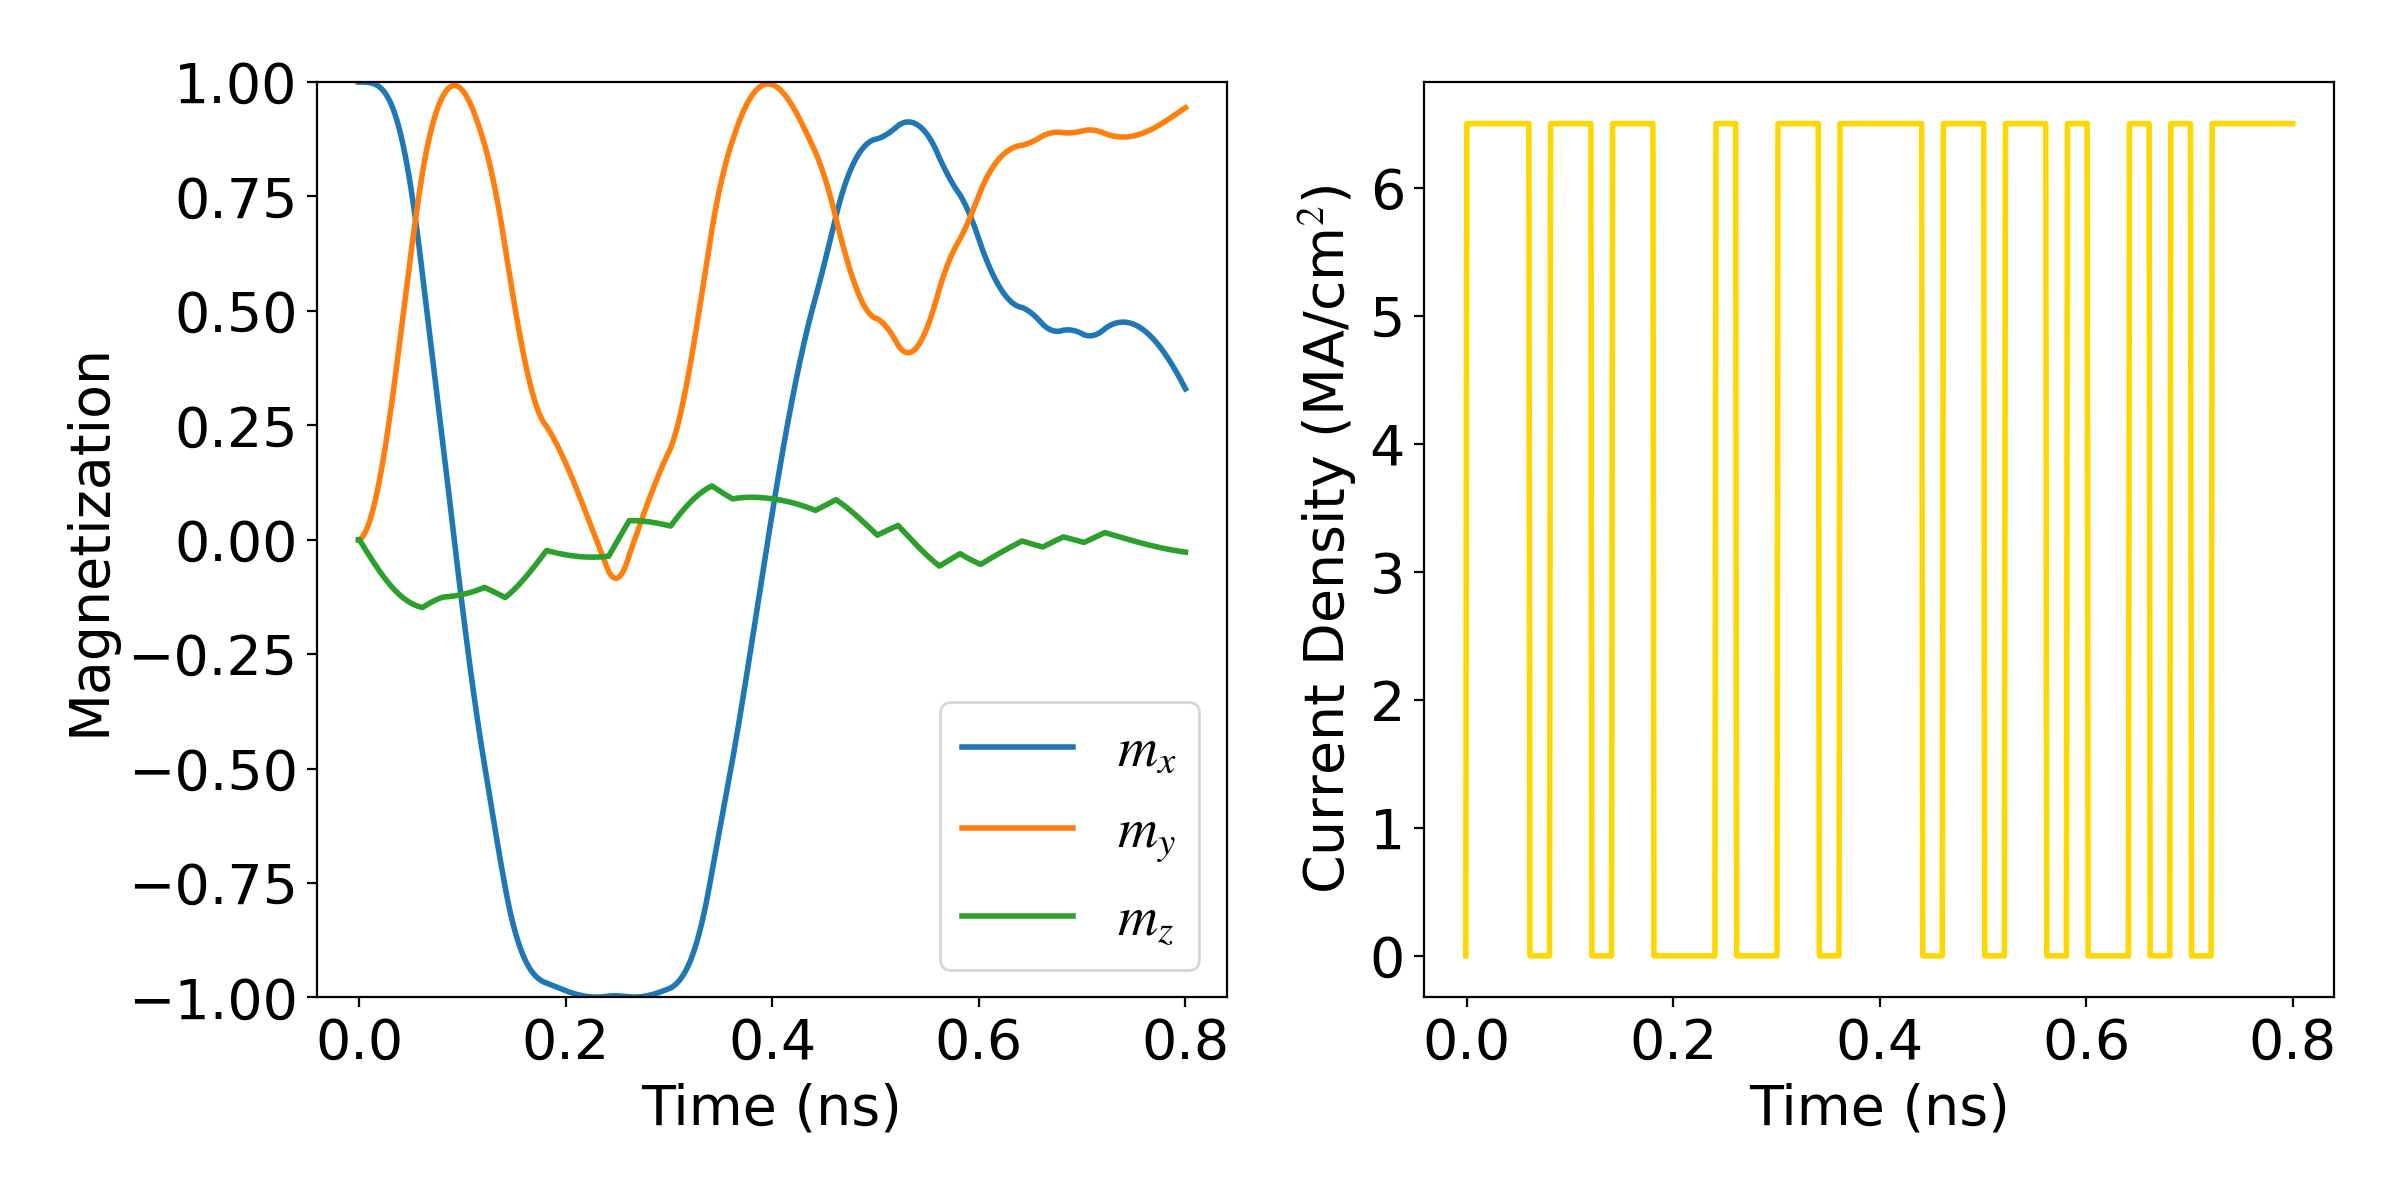 Magnetization
1.00
0.75
0.50
0.25
0.00
−0.25
−0.50
−0.75
−1.00
0.0 0.2 0.4 0.6 0.8
Time (ns)
m_x
m_y
m_z
Current Density (MA/cm²)
6
5
4
3
2
1
0
0.0 0.2 0.4 0.6 0.8
Time (ns)